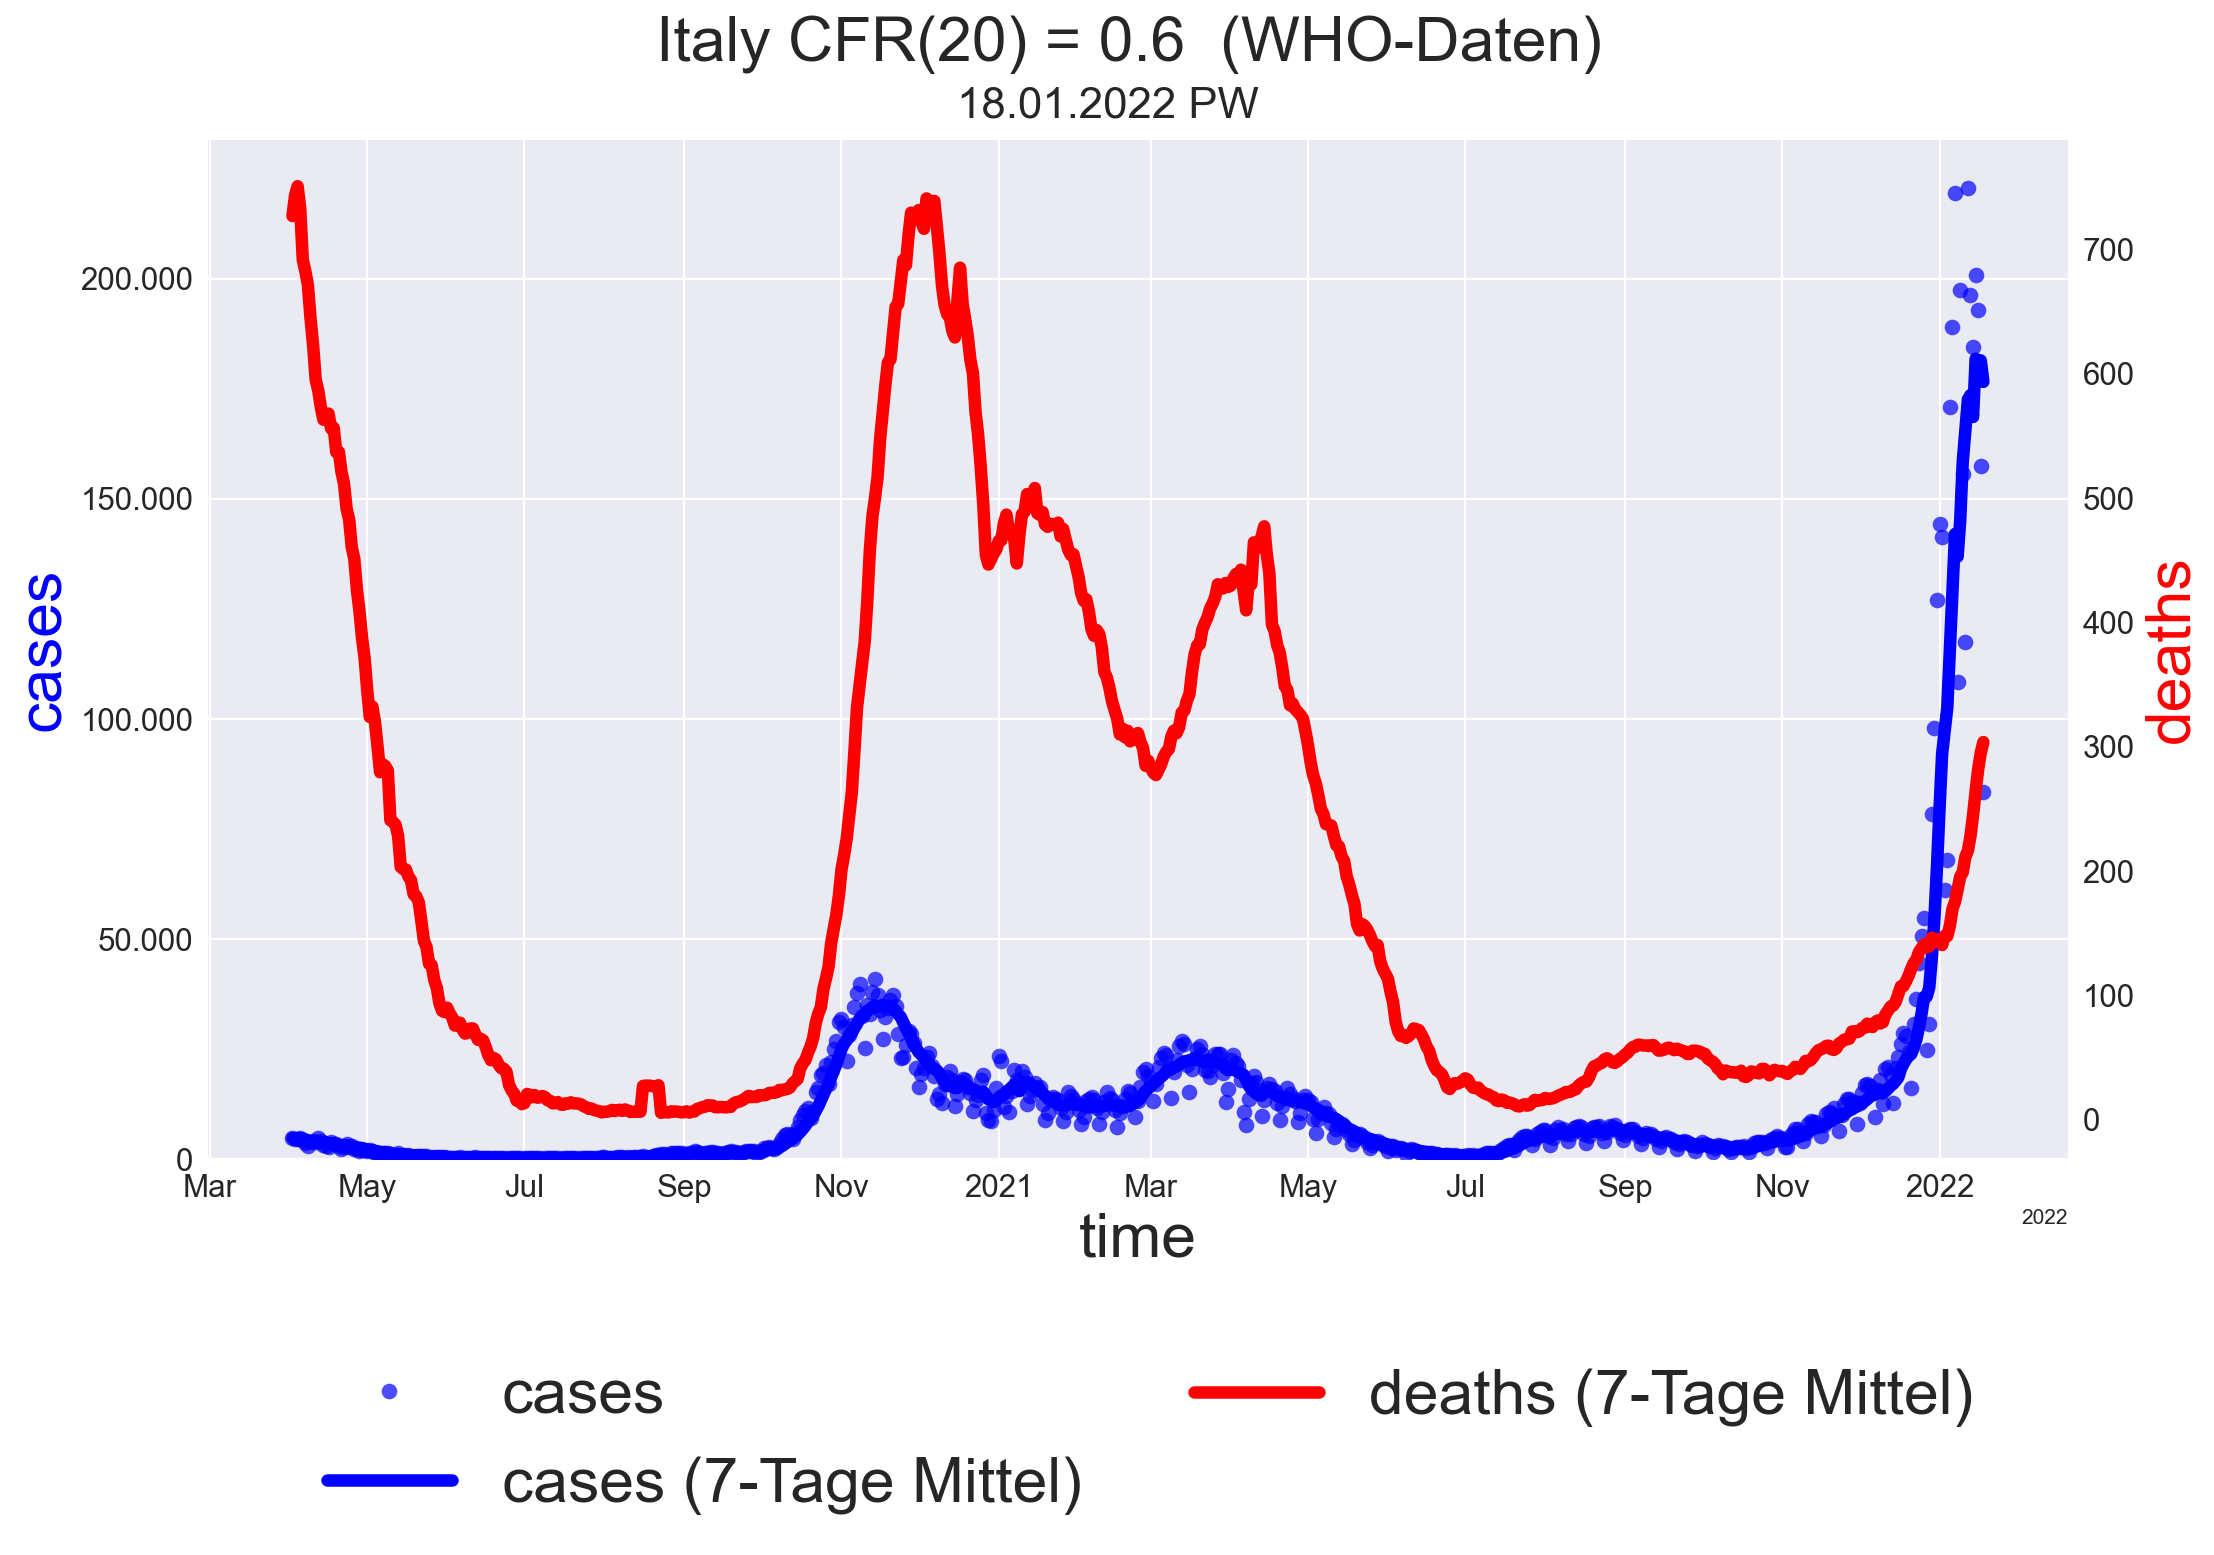 Italy CFR(20) = 0.6 (WHO-Daten)
18.01.2022 PW
cases
200.000
150.000
100.000
50.000
0
700
600
500
400
300
200
100
0
deaths
Mar May Jul Sep Nov 2021 Mar May Jul Sep Nov 2022
2022
time
cases
cases (7-Tage Mittel)
deaths (7-Tage Mittel)